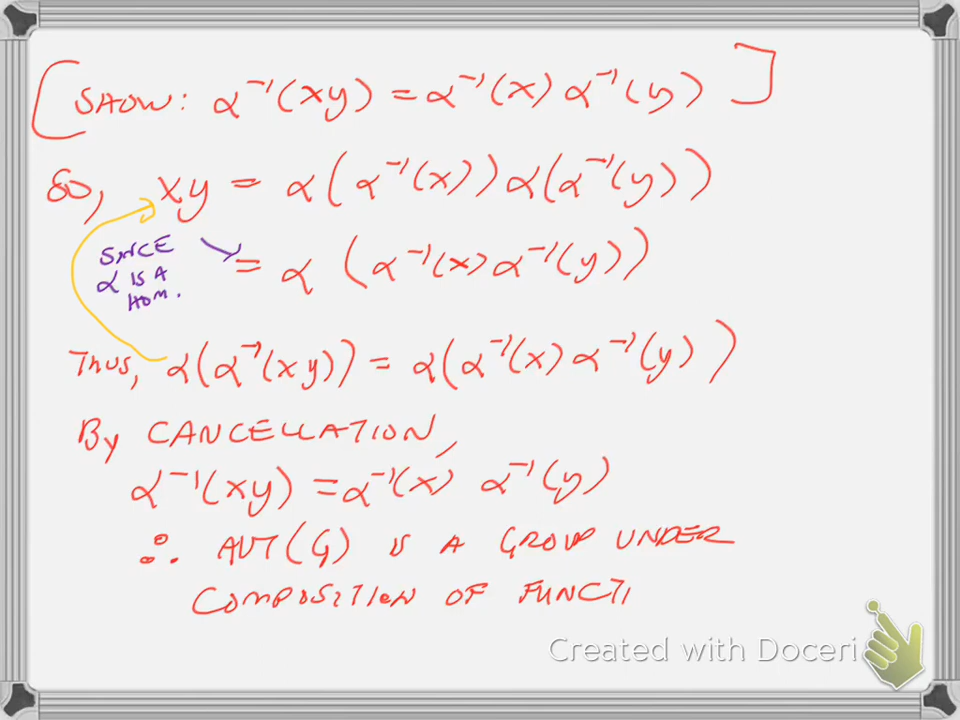 [SHOW: α⁻¹(xy) = α⁻¹(x) α⁻¹(y)]
So, xy = α(α⁻¹(x)) α(α⁻¹(y))
SINCE
α IS A
HOM.
= α (α⁻¹(x) α⁻¹(y))
Thus, α(α⁻¹(xy)) = α(α⁻¹(x) α⁻¹(y))
By CANCELLATION,
α⁻¹(xy) = α⁻¹(x) α⁻¹(y)
∴ AUT(G) IS A GROUP UNDER
COMPOSITION OF FUNCTI
Created with Doceri